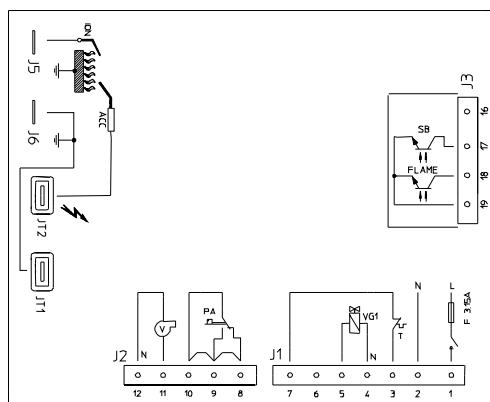 ION
J5
J6
ACC
JT2
JT1
J3
16
SB
17
FLAME
18
19
N
L
F 3.15A
V
N
PA
VG1
N
T
J2
J1
12 11 10 9 8
7 6 5 4 3 2 1